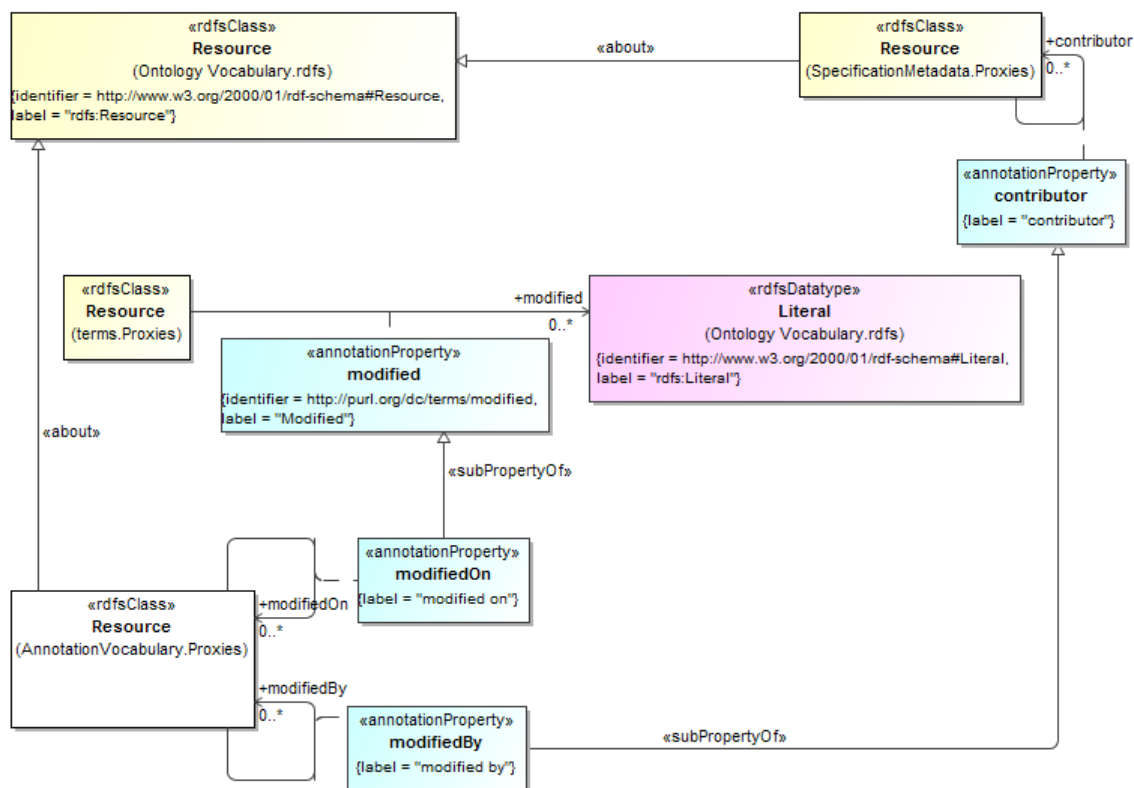 «rdfsClass»
Resource
(Ontology Vocabulary.rdfs)
{identifier = http://www.w3.org/2000/01/rdf-schema#Resource,
label = "rdfs:Resource"}
«about»
«rdfsClass»
Resource
(SpecificationMetadata.Proxies)
+contributor
0..*
«annotationProperty»
contributor
{label = "contributor"}
«rdfsClass»
Resource
(terms.Proxies)
+modified
0..*
«rdfsDatatype»
Literal
(Ontology Vocabulary.rdfs)
{identifier = http://www.w3.org/2000/01/rdf-schema#Literal,
label = "rdfs:Literal"}
«annotationProperty»
modified
{identifier = http://purl.org/dc/terms/modified,
label = "Modified"}
«about»
«subPropertyOf»
«annotationProperty»
modifiedOn
{label = "modified on"}
«rdfsClass»
Resource
(AnnotationVocabulary.Proxies)
+modifiedOn
0..*
+modifiedBy
0..*
«annotationProperty»
modifiedBy
{label = "modified by"}
«subPropertyOf»